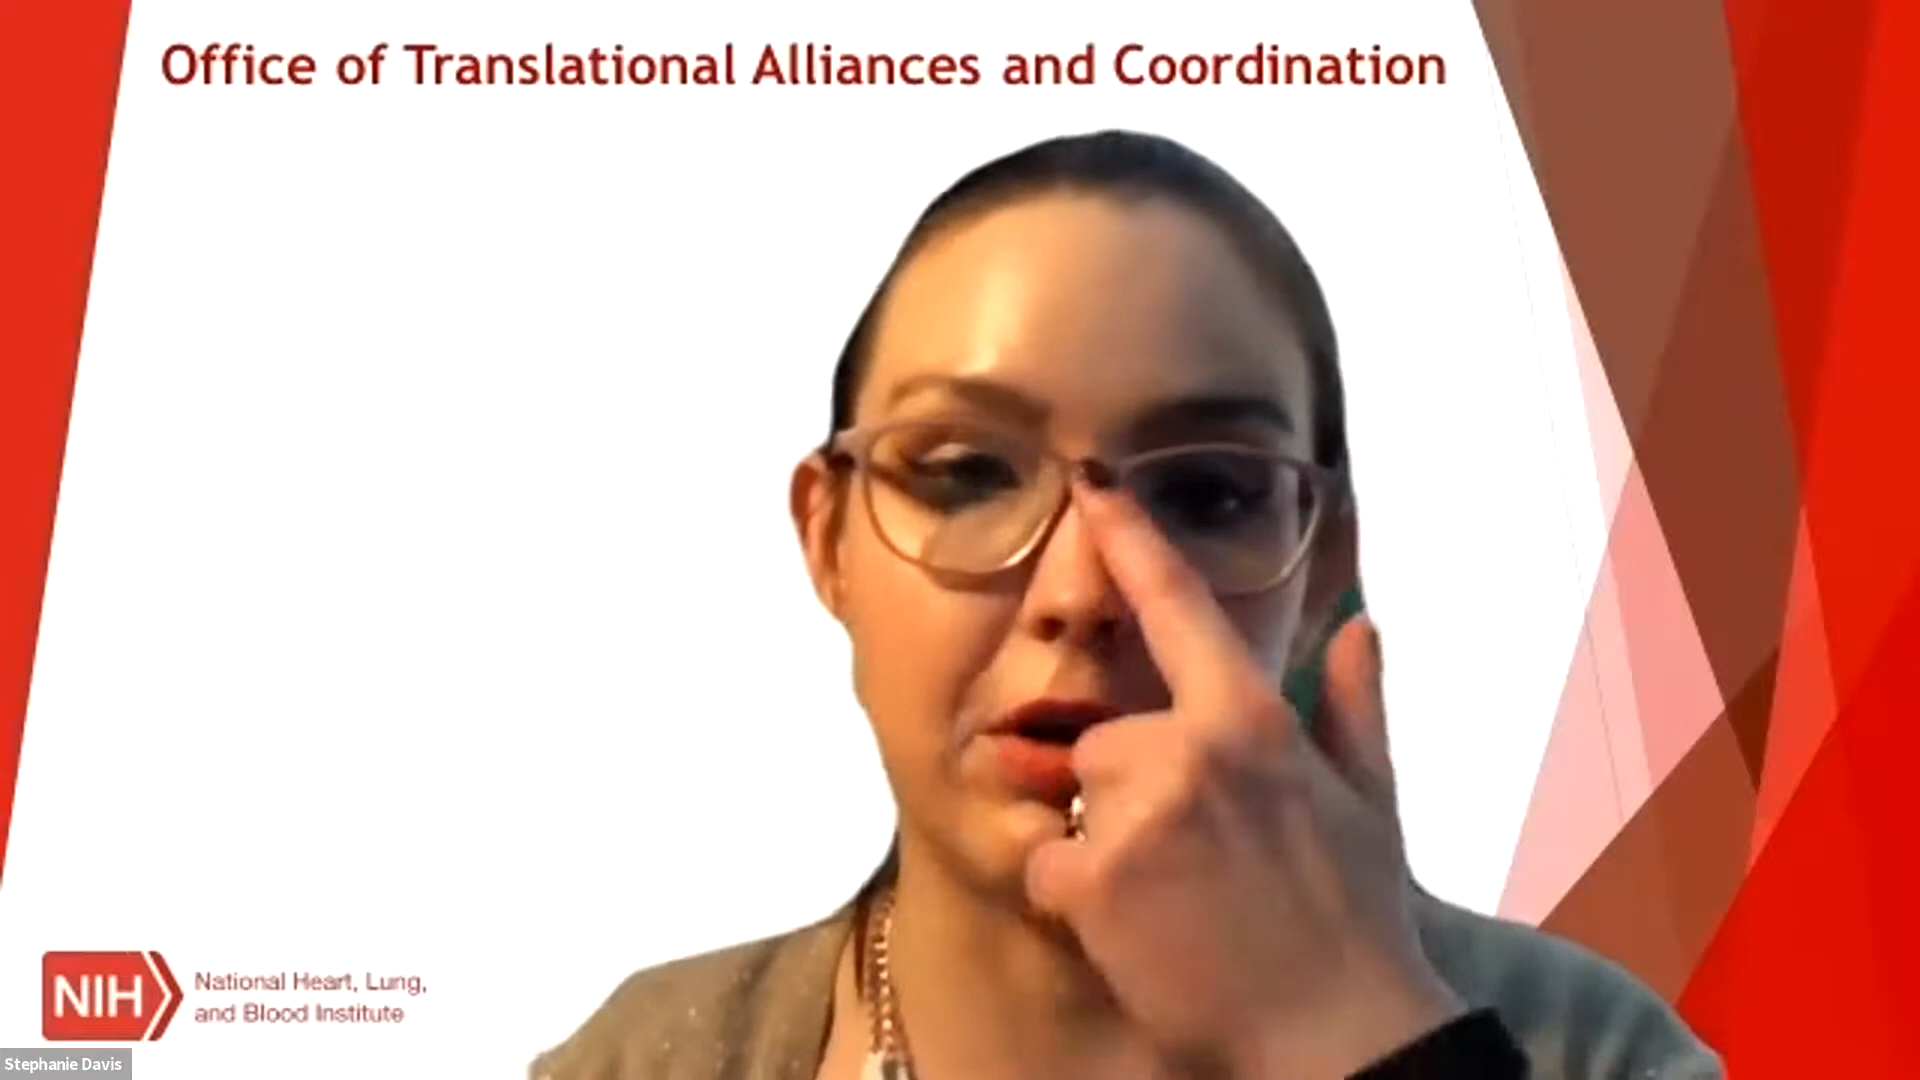 Office of Translational Alliances and Coordination
NIH
National Heart, Lung,
and Blood Institute
Stephanie Davis